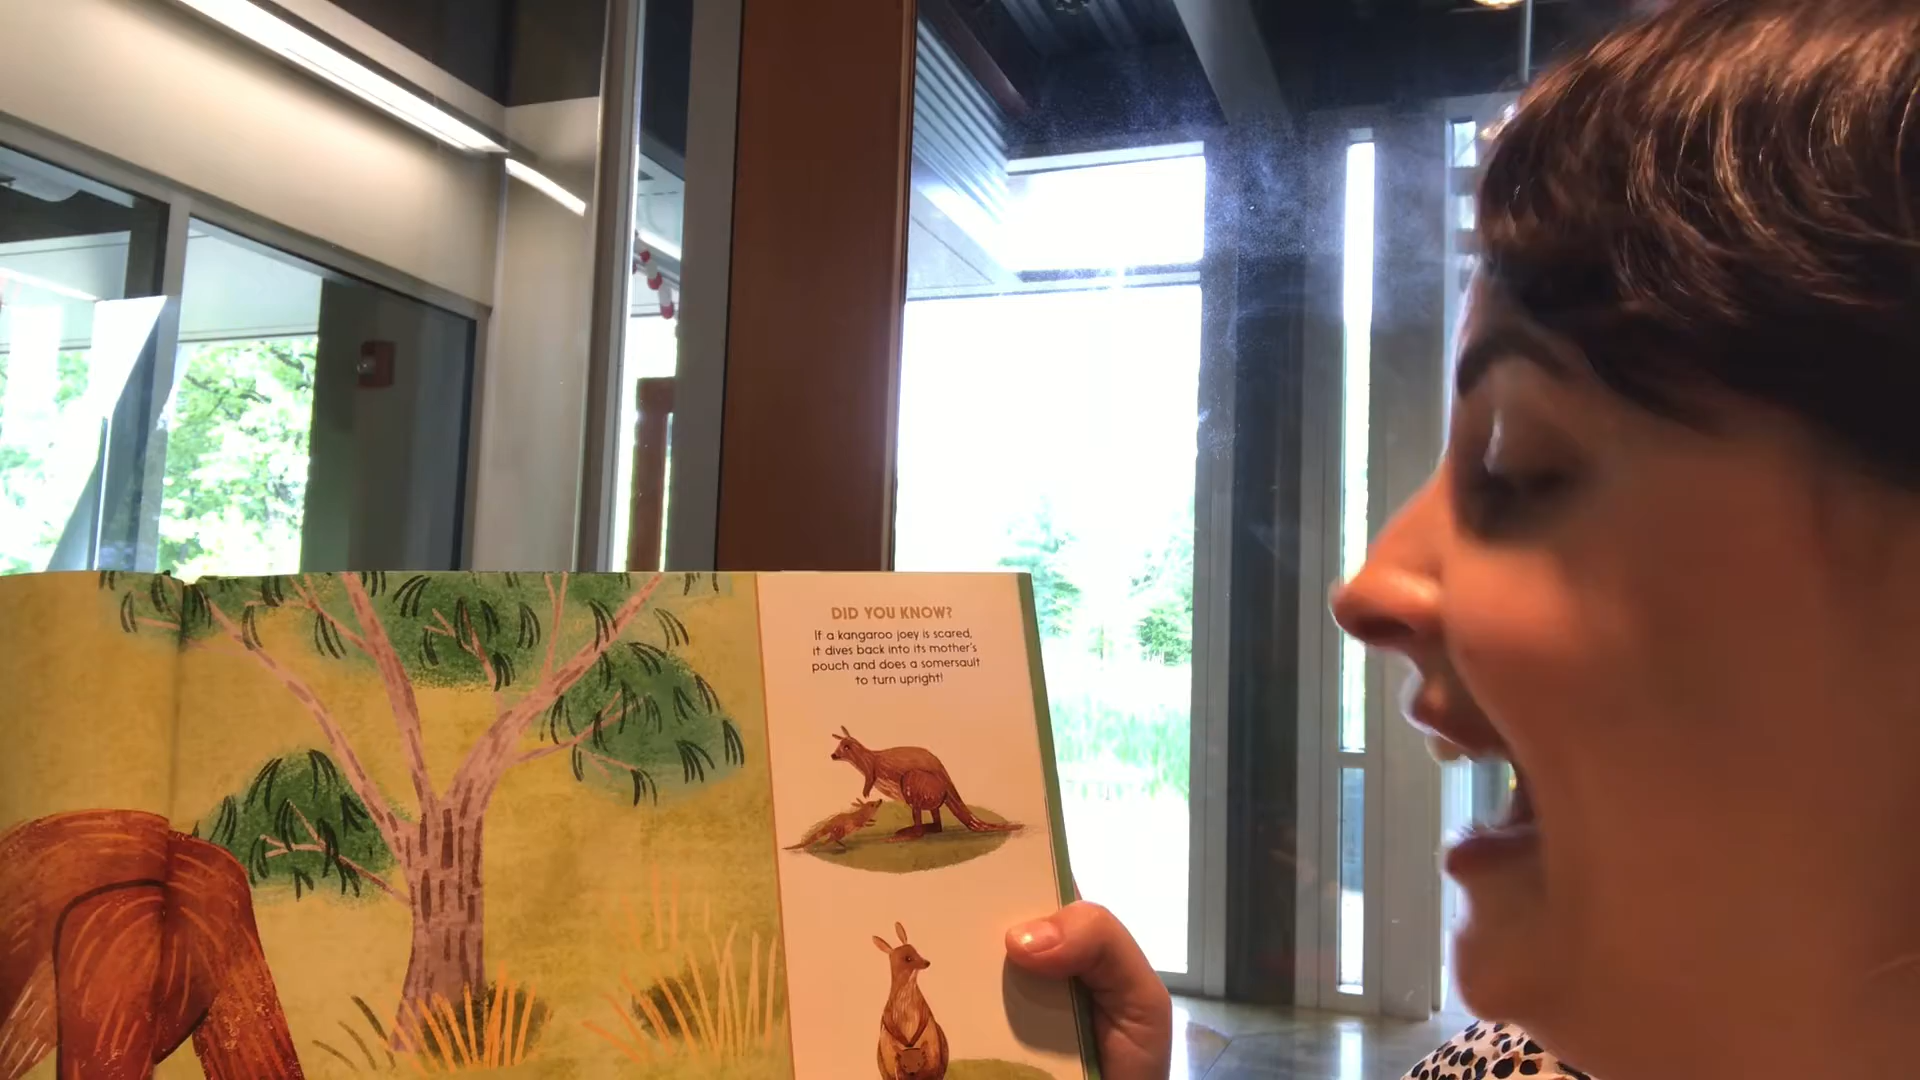 DID YOU KNOW?
If a kangaroo joey is scared,
it dives back into its mother's
pouch and does a somersault
to turn upright!